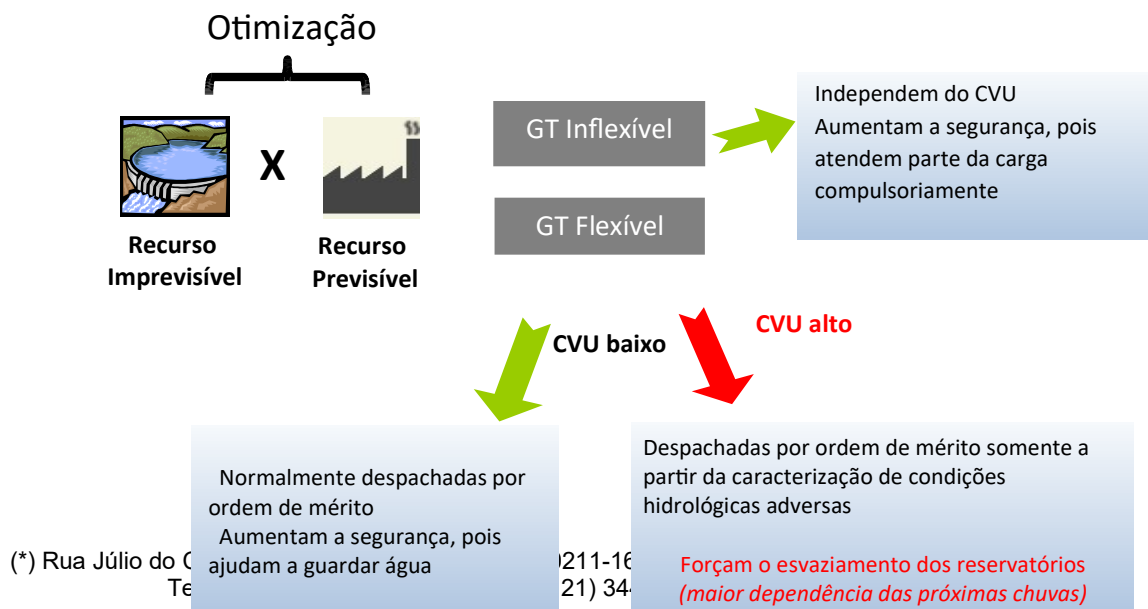 Otimização
X
Recurso
Imprevisível
Recurso
Previsível
GT Inflexível
GT Flexível
Independem do CVU
Aumentam a segurança, pois
atendem parte da carga
compulsoriamente
CVU baixo
CVU alto
Normalmente despachadas por
ordem de mérito
Aumentam a segurança, pois
ajudam a guardar água
Despachadas por ordem de mérito somente a
partir da caracterização de condições
hidrológicas adversas
Forçam o esvaziamento dos reservatórios
(maior dependência das próximas chuvas)
(*) Rua Júlio do 0211-16
21) 34